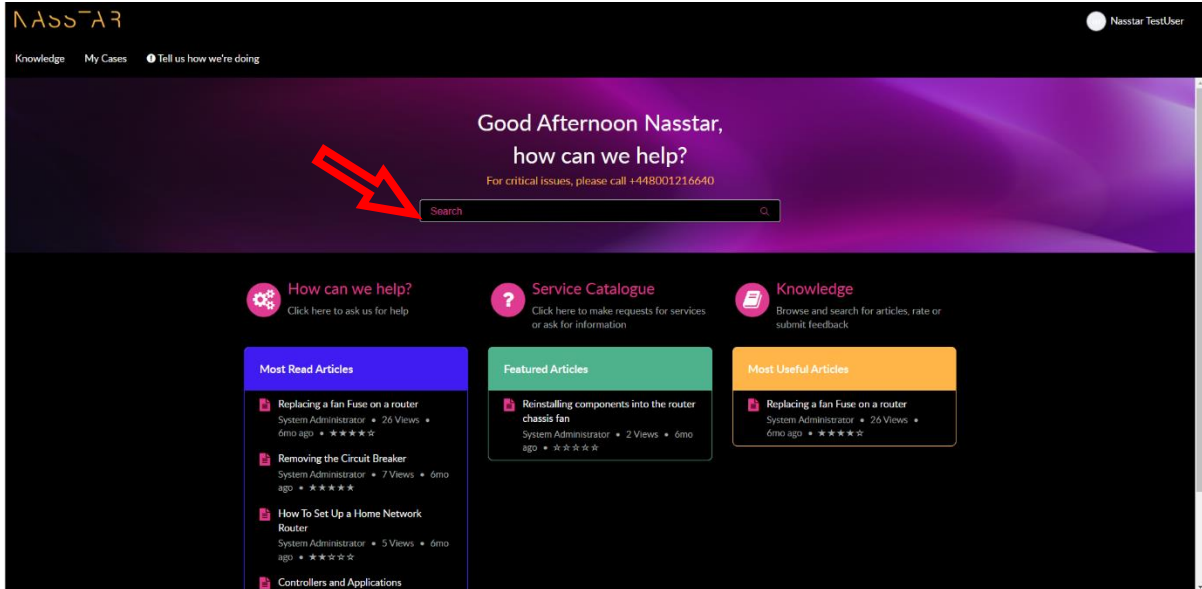 NASSTAR
Nasstar TestUser
Knowledge My Cases Tell us how we're doing
Good Afternoon Nasstar,
how can we help?
For critical issues, please call +448001216640
Search
How can we help?
Click here to ask us for help
Service Catalogue
Click here to make requests for services
or ask for information
Knowledge
Browse and search for articles, rate or
submit feedback
Most Read Articles
Replacing a fan Fuse on a router
System Administrator • 26 Views •
6mo ago • ★★★★☆
Removing the Circuit Breaker
System Administrator • 7 Views • 6mo
ago • ★★★★★
How To Set Up a Home Network
Router
System Administrator • 5 Views • 6mo
ago • ★★☆☆☆
Controllers and Applications
Featured Articles
Reinstalling components into the router
chassis fan
System Administrator • 2 Views • 6mo
ago • ☆☆☆☆☆
Most Useful Articles
Replacing a fan Fuse on a router
System Administrator • 26 Views •
6mo ago • ★★★★☆